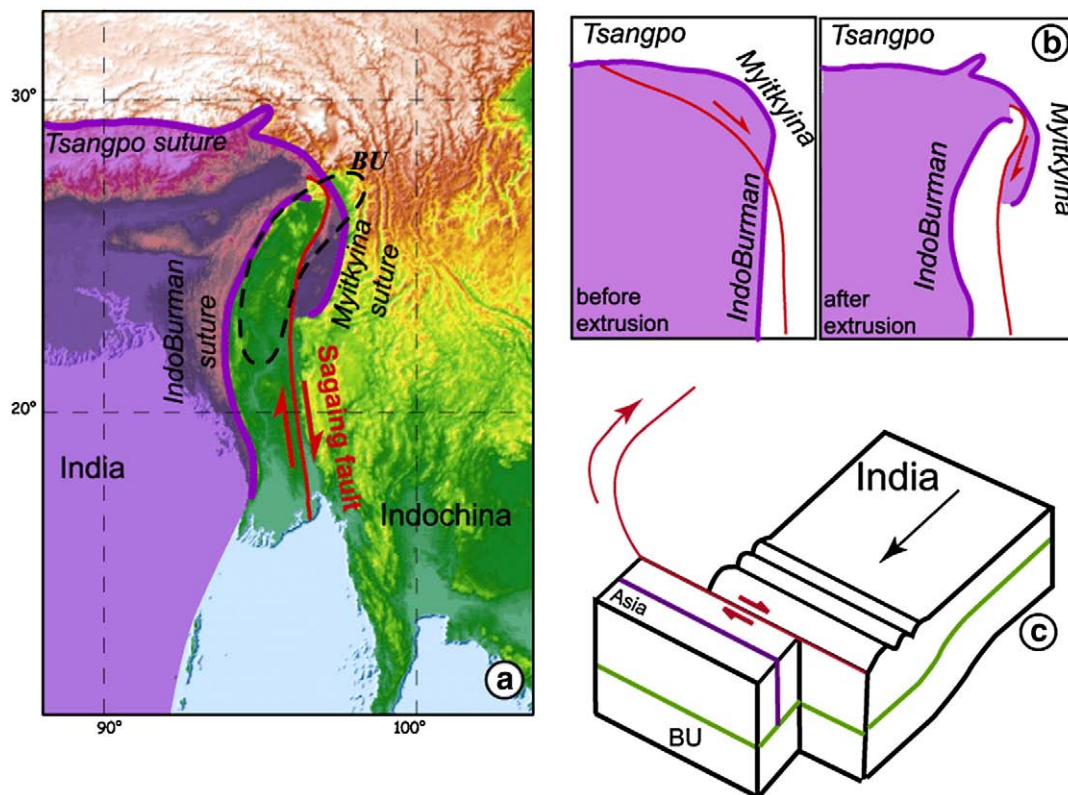 30°
20°
90°
100°
Tsangpo suture
BU
IndoBurman
suture
Myitkyina
suture
Sagaing fault
India
Indochina
a
Tsangpo
Myitkyina
IndoBurman
before
extrusion
Tsangpo
b
Myitkyina
IndoBurman
after
extrusion
India
Asia
BU
c